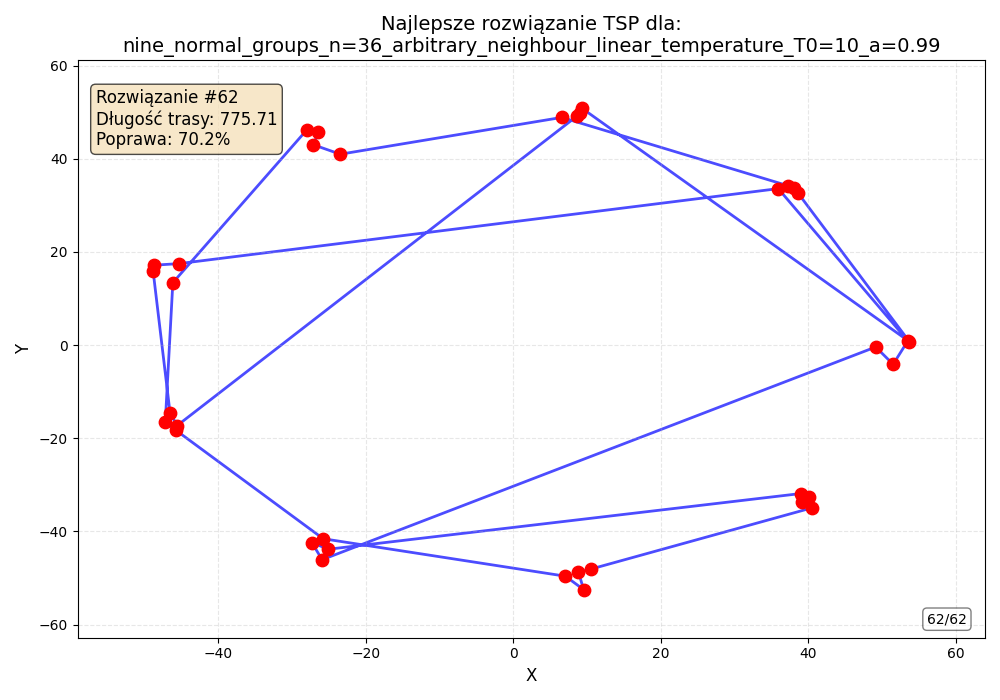 Najlepsze rozwiązanie TSP dla:
nine_normal_groups_n=36_arbitrary_neighbour_linear_temperature_T0=10_a=0.99
Rozwiązanie #62
Długość trasy: 775.71
Poprawa: 70.2%
60
40
20
0
−20
−40
−60
Y
62/62
−40
−20
0
20
40
60
X